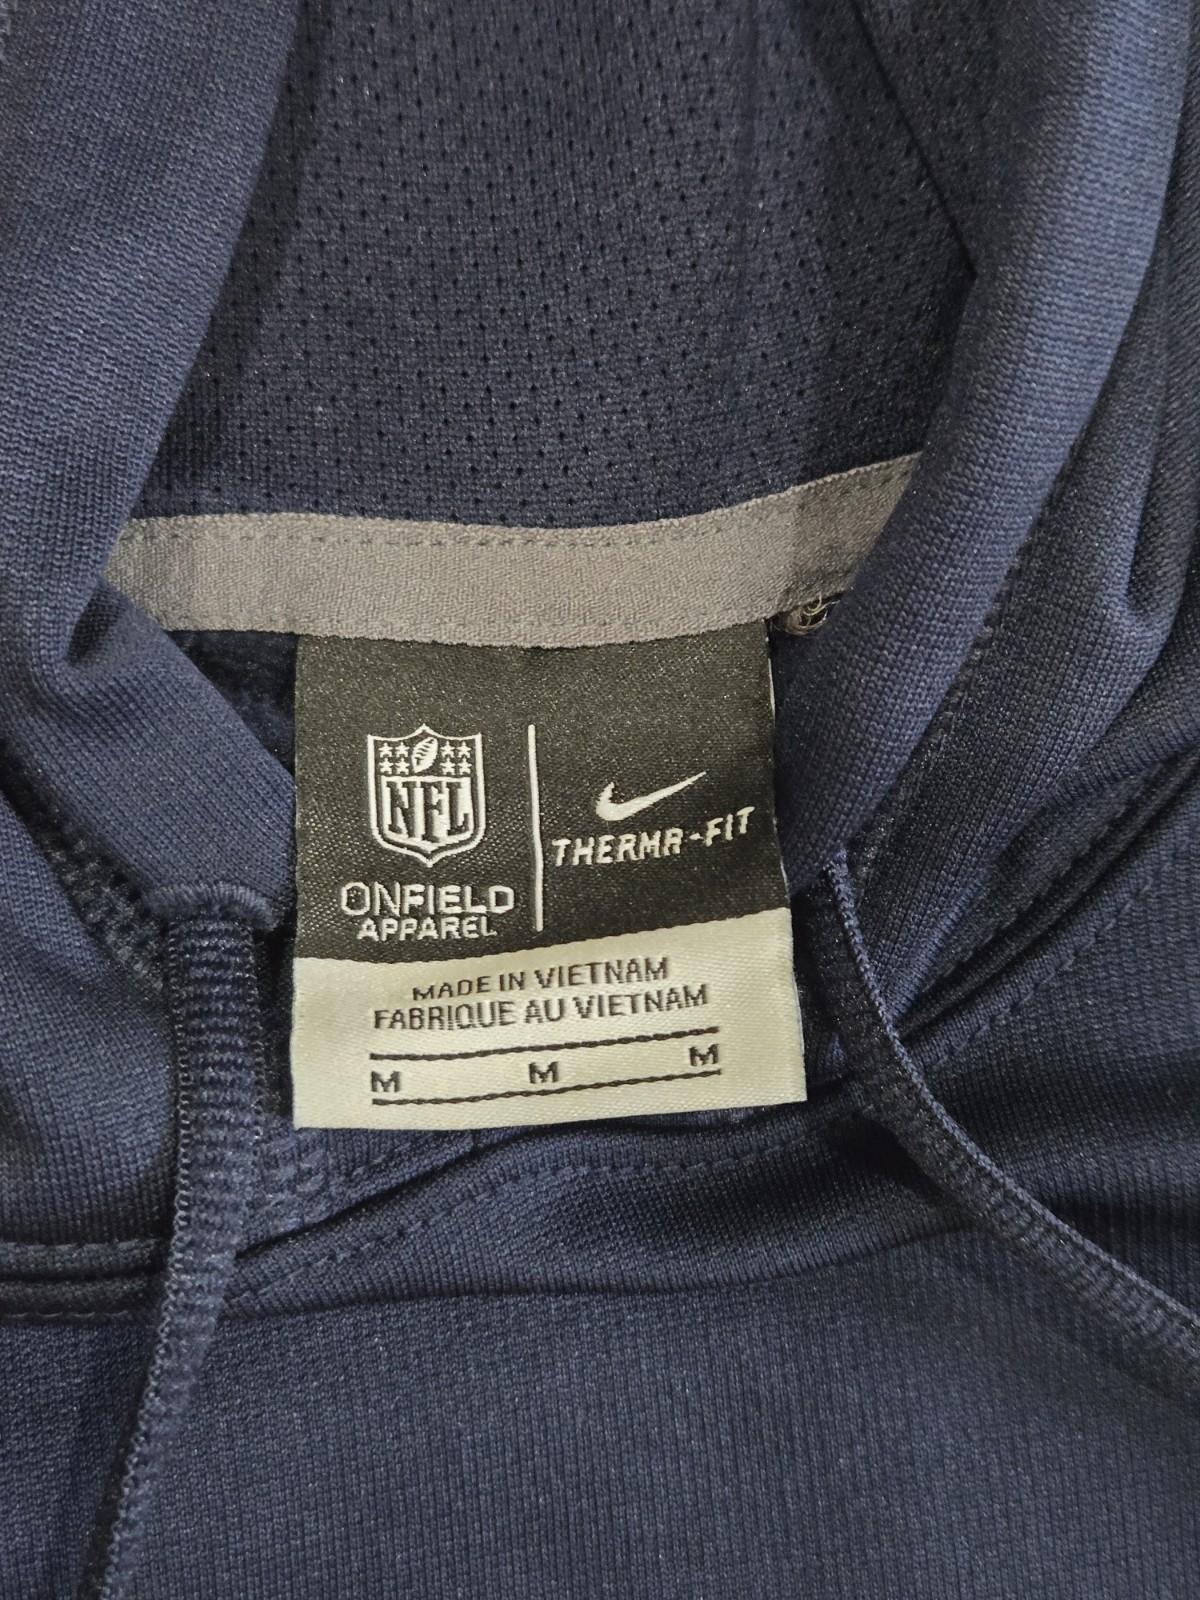 NFL
ONFIELD
APPAREL
THERMA-FIT
MADE IN VIETNAM
FABRIQUE AU VIETNAM
M M M